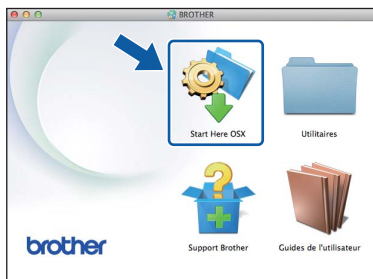 BROTHER
Start Here OSX
Utilitaires
Support Brother
Guides de l'utilisateur
brother